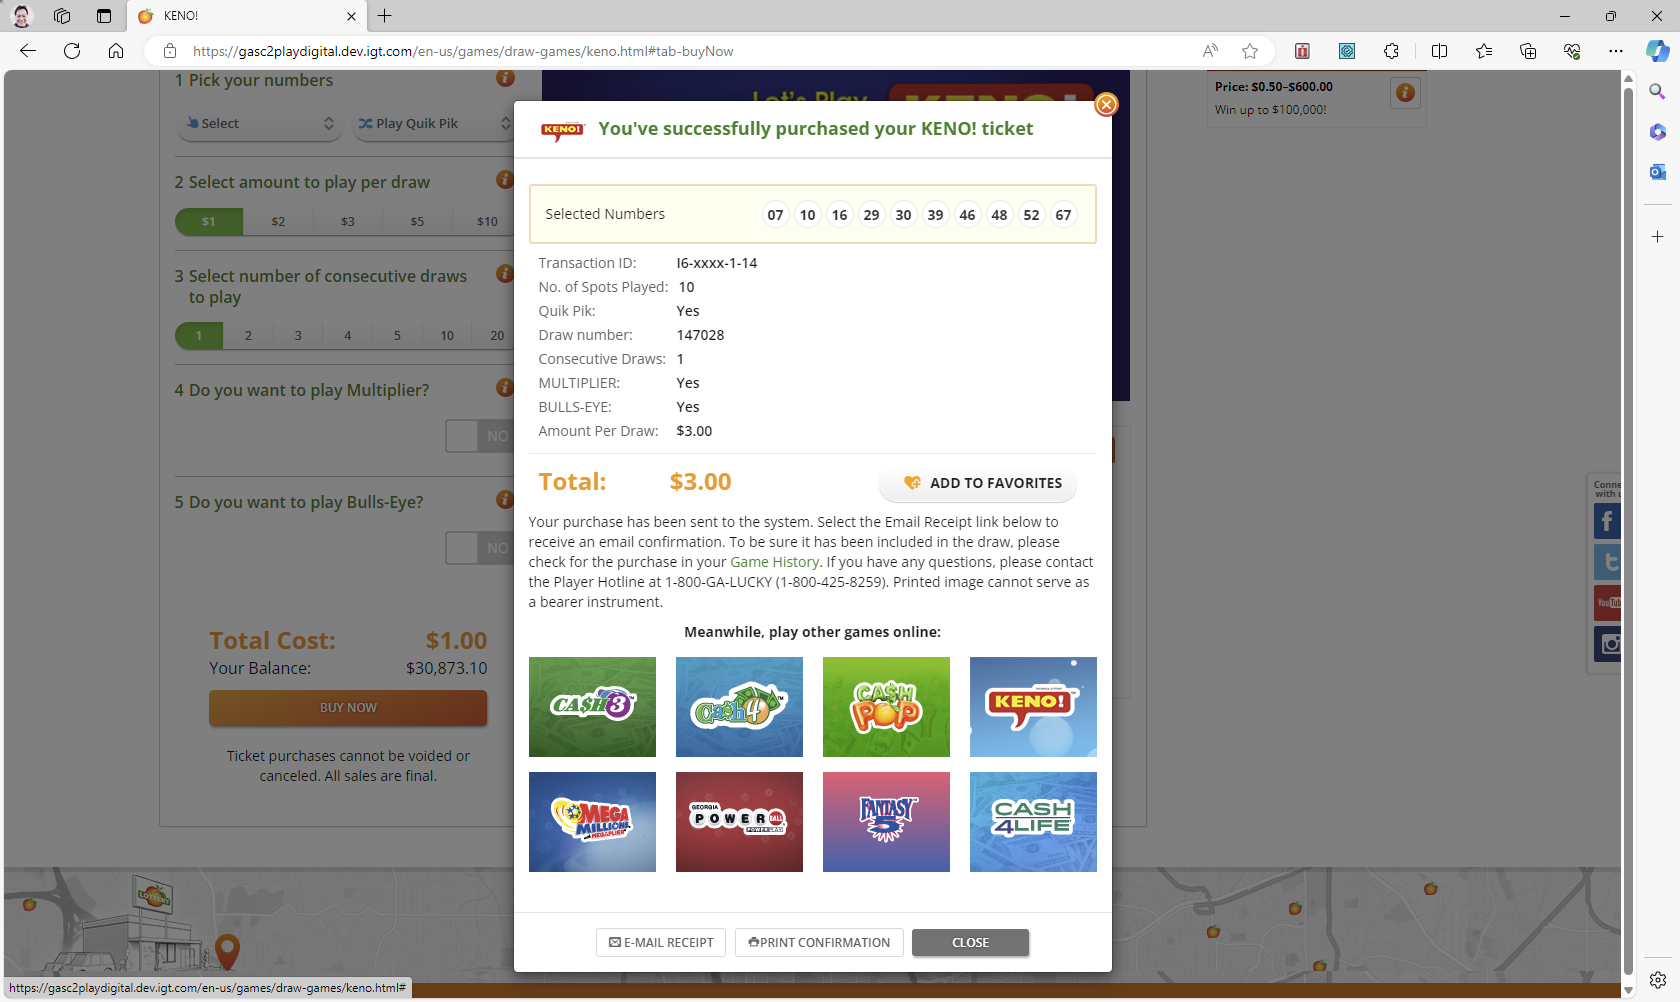 KENO!
https://gasc2playdigital.dev.igt.com/en-us/games/draw-games/keno.html#tab-buyNow
1 Pick your numbers
Select
Play Quik Pik
2 Select amount to play per draw
$1 $2 $3 $5 $10
3 Select number of consecutive draws
to play
1 2 3 4 5 10 20
4 Do you want to play Multiplier?
NO
5 Do you want to play Bulls-Eye?
NO
Total Cost: $1.00
Your Balance: $30,873.10
BUY NOW
Ticket purchases cannot be voided or
canceled. All sales are final.
Let's Play KENO!
KENO!
You've successfully purchased your KENO! ticket
Selected Numbers 07 10 16 29 30 39 46 48 52 67
Transaction ID: I6-xxxx-1-14
No. of Spots Played: 10
Quik Pik: Yes
Draw number: 147028
Consecutive Draws: 1
MULTIPLIER: Yes
BULLS-EYE: Yes
Amount Per Draw: $3.00
Total: $3.00
ADD TO FAVORITES
Your purchase has been sent to the system. Select the Email Receipt link below to
receive an email confirmation. To be sure it has been included in the draw, please
check for the purchase in your Game History. If you have any questions, please contact
the Player Hotline at 1-800-GA-LUCKY (1-800-425-8259). Printed image cannot serve as
a bearer instrument.
Meanwhile, play other games online:
CA$H 3
Cash 4
CA$H POP
KENO!
MEGA MILLIONS
GEORGIA POWERBALL POWERPLAY
FANTASY 5
CASH 4 LIFE
E-MAIL RECEIPT
PRINT CONFIRMATION
CLOSE
Price: $0.50–$600.00
Win up to $100,000!
Conne
with u
You Tub
LOTTERY
https://gasc2playdigital.dev.igt.com/en-us/games/draw-games/keno.html#